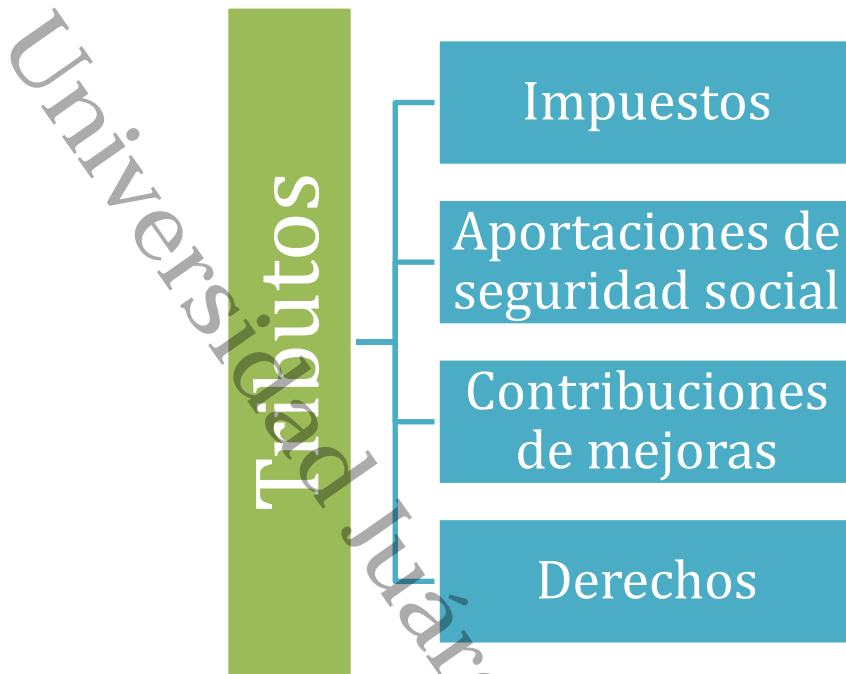 Tributos
Impuestos
Aportaciones de
seguridad social
Contribuciones
de mejoras
Derechos
Universidad Juár